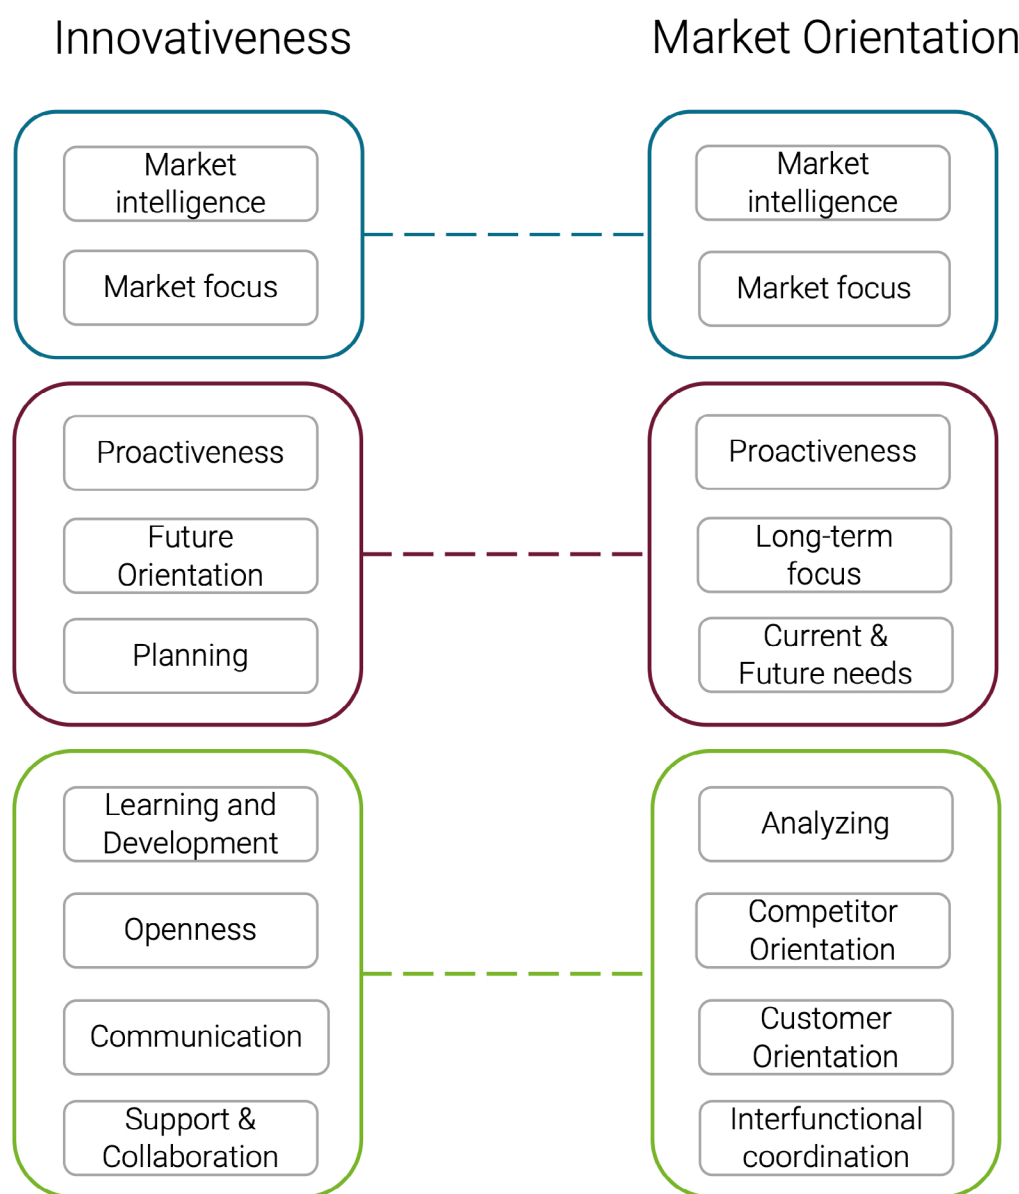 Innovativeness
Market Orientation
Market
intelligence
Market focus
Market
intelligence
Market focus
Proactiveness
Future
Orientation
Planning
Proactiveness
Long-term
focus
Current &
Future needs
Learning and
Development
Openness
Communication
Support &
Collaboration
Analyzing
Competitor
Orientation
Customer
Orientation
Interfunctional
coordination